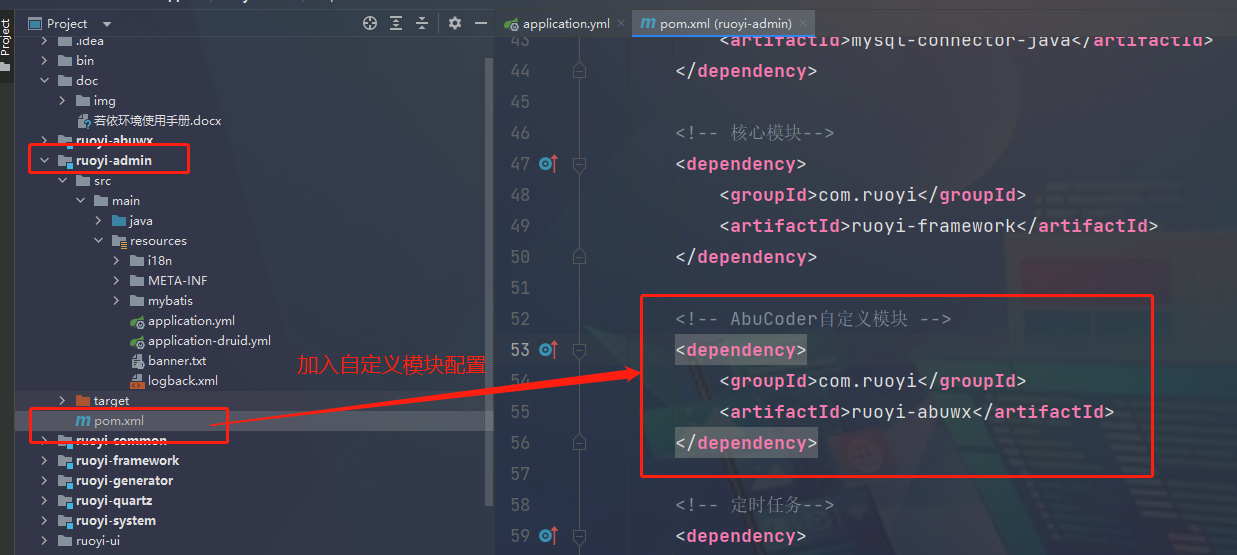 Project
Project
.idea
bin
doc
img
若依环境使用手册.docx
ruoyi-abuwx
ruoyi-admin
src
main
java
resources
i18n
META-INF
mybatis
application.yml
application-druid.yml
banner.txt
logback.xml
target
pom.xml
ruoyi-common
ruoyi-framework
ruoyi-generator
ruoyi-quartz
ruoyi-system
ruoyi-ui
加入自定义模块配置
application.yml
pom.xml (ruoyi-admin)
43 <artifactId>mysql-connector-java</artifactId>
44 </dependency>
45
46 <!-- 核心模块-->
47 <dependency>
48 <groupId>com.ruoyi</groupId>
49 <artifactId>ruoyi-framework</artifactId>
50 </dependency>
51
52 <!-- AbuCoder自定义模块 -->
53 <dependency>
54 <groupId>com.ruoyi</groupId>
55 <artifactId>ruoyi-abuwx</artifactId>
56 </dependency>
57
58 <!-- 定时任务-->
59 <dependency>